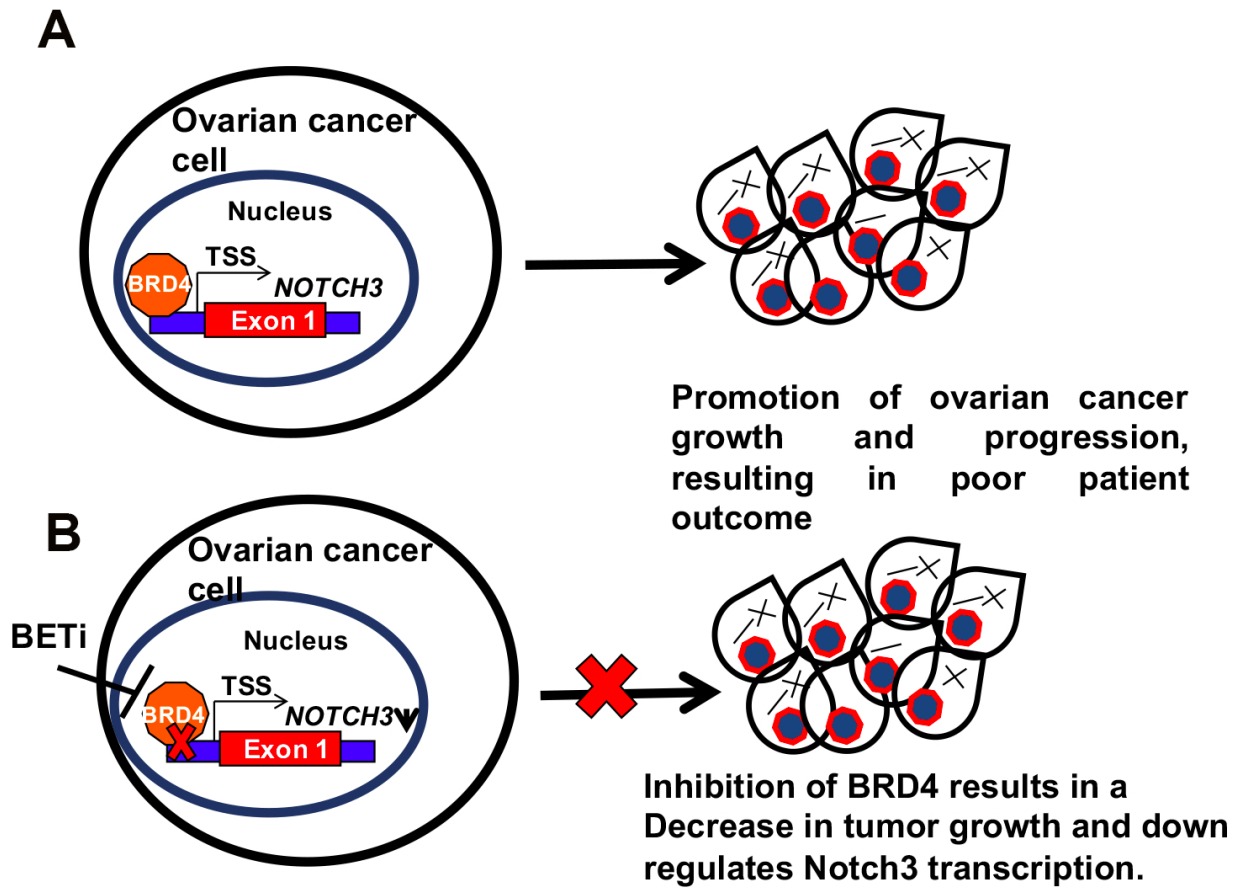 A
Ovarian cancer
cell
Nucleus
TSS
BRD4
NOTCH3
Exon 1
Promotion of ovarian cancer
growth and progression,
resulting in poor patient
outcome
B
Ovarian cancer
cell
BETi
Nucleus
TSS
BRD4
NOTCH3
Exon 1
Inhibition of BRD4 results in a
Decrease in tumor growth and down
regulates Notch3 transcription.